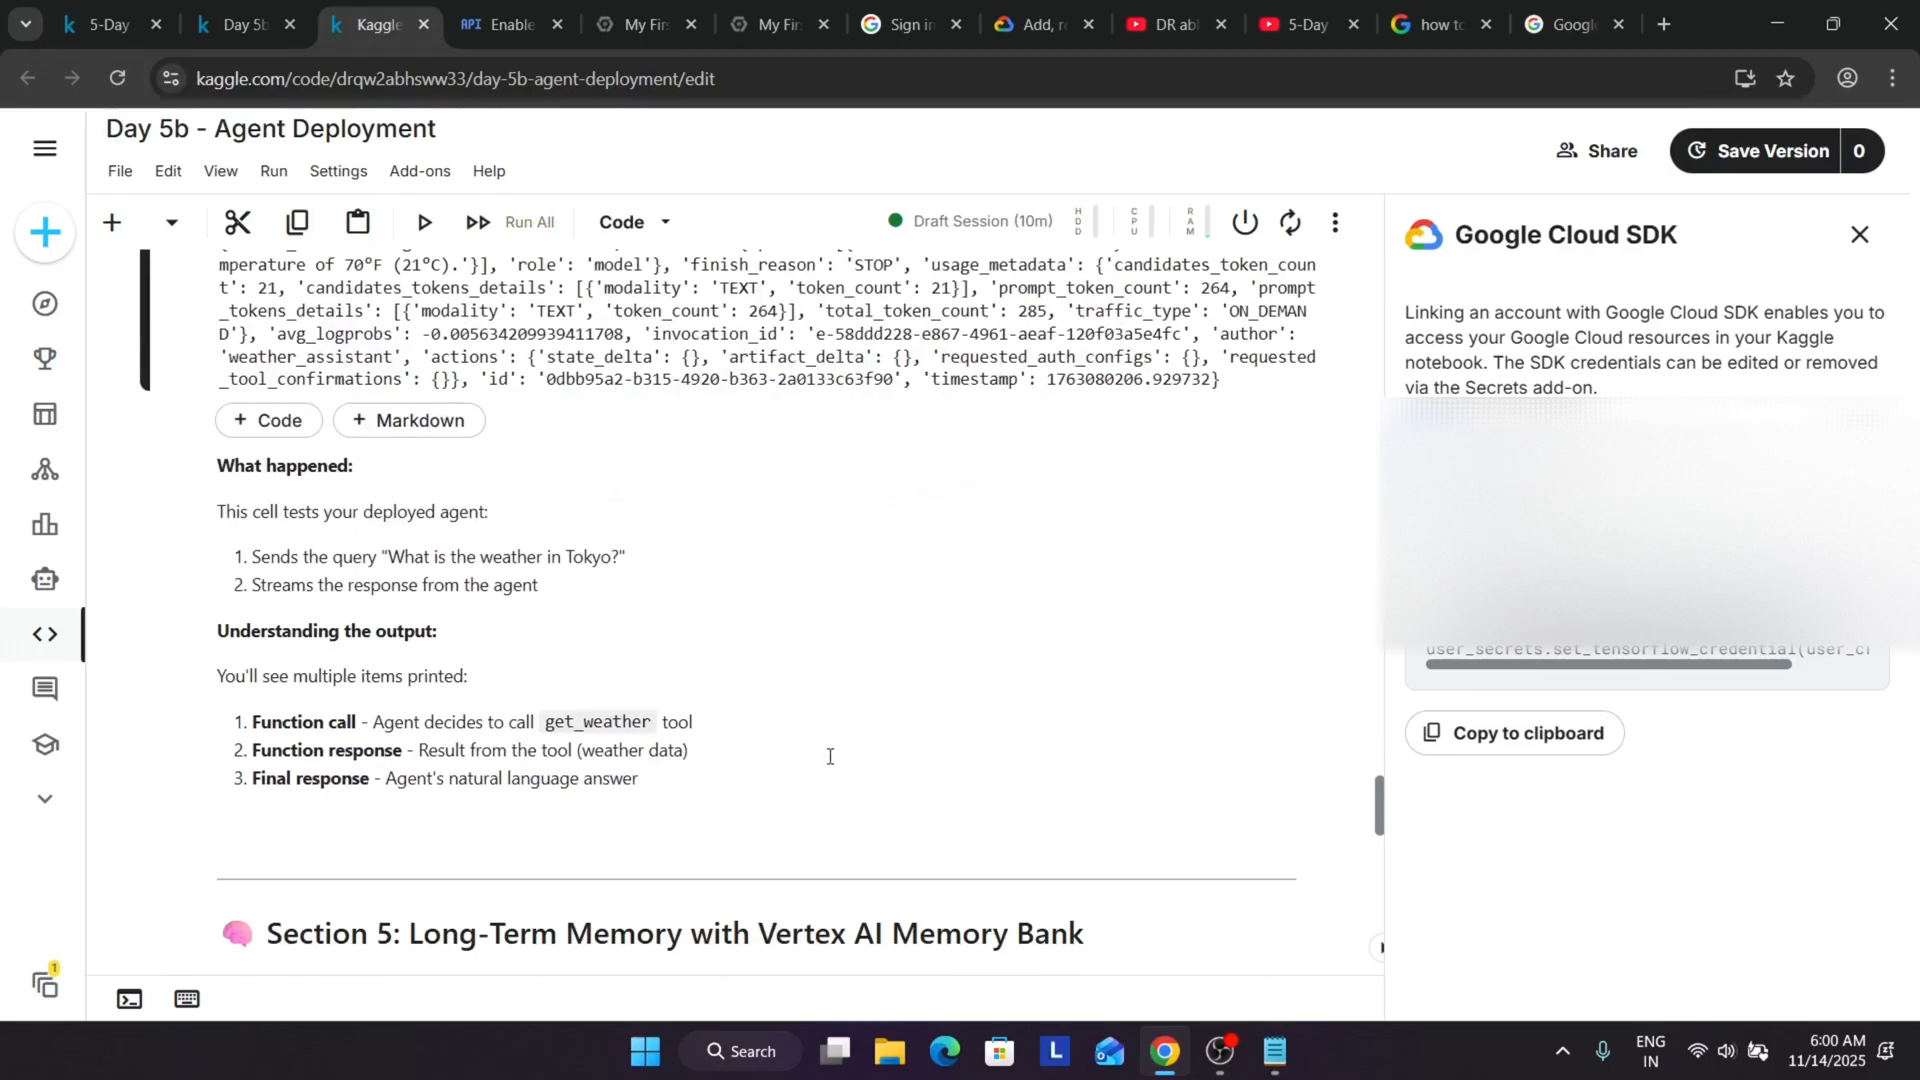 5-Day
Day 5b
Kaggle
API Enable
My Fir
My Fir
Sign in
Add, r
DR abl
5-Day
how to
Google
kaggle.com/code/drqw2abhsww33/day-5b-agent-deployment/edit
Day 5b - Agent Deployment
Share
Save Version 0
File Edit View Run Settings Add-ons Help
Run All
Code
Draft Session (10m)
HDD
CPU
RAM
mperature of 70°F (21°C).'}], 'role': 'model'}, 'finish_reason': 'STOP', 'usage_metadata': {'candidates_token_coun
t': 21, 'candidates_tokens_details': [{'modality': 'TEXT', 'token_count': 21}], 'prompt_token_count': 264, 'prompt
_tokens_details': [{'modality': 'TEXT', 'token_count': 264}], 'total_token_count': 285, 'traffic_type': 'ON_DEMAN
D'}, 'avg_logprobs': -0.005634209939411708, 'invocation_id': 'e-58ddd228-e867-4961-aeaf-120f03a5e4fc', 'author':
'weather_assistant', 'actions': {'state_delta': {}, 'artifact_delta': {}, 'requested_auth_configs': {}, 'requested
_tool_confirmations': {}}, 'id': '0dbb95a2-b315-4920-b363-2a0133c63f90', 'timestamp': 1763080206.929732}
+ Code
+ Markdown
What happened:
This cell tests your deployed agent:
1. Sends the query "What is the weather in Tokyo?"
2. Streams the response from the agent
Understanding the output:
You'll see multiple items printed:
1. Function call - Agent decides to call get_weather tool
2. Function response - Result from the tool (weather data)
3. Final response - Agent's natural language answer
Section 5: Long-Term Memory with Vertex AI Memory Bank
Google Cloud SDK
Linking an account with Google Cloud SDK enables you to
access your Google Cloud resources in your Kaggle
notebook. The SDK credentials can be edited or removed
via the Secrets add-on.
user_secrets.set_tensorflow_credential(user_cr
Copy to clipboard
1
Search
L
ENG
IN
6:00 AM
11/14/2025